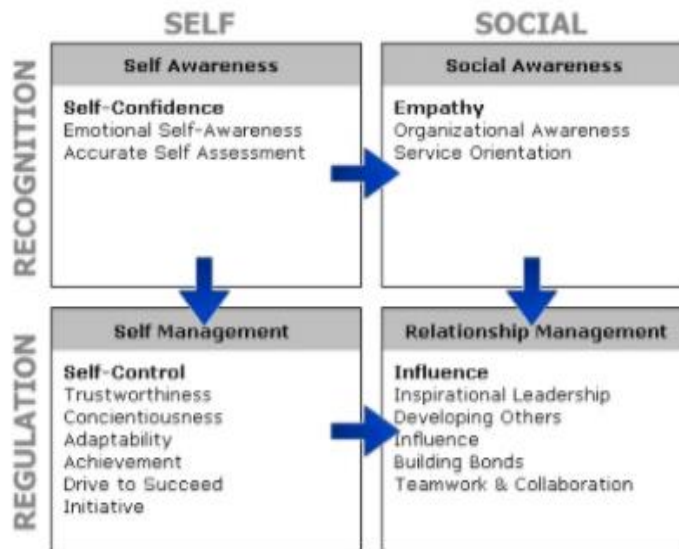 SELF
SOCIAL
RECOGNITION
Self Awareness
Self-Confidence
Emotional Self-Awareness
Accurate Self Assessment
Social Awareness
Empathy
Organizational Awareness
Service Orientation
REGULATION
Self Management
Self-Control
Trustworthiness
Concientiousness
Adaptability
Achievement
Drive to Succeed
Initiative
Relationship Management
Influence
Inspirational Leadership
Developing Others
Influence
Building Bonds
Teamwork & Collaboration